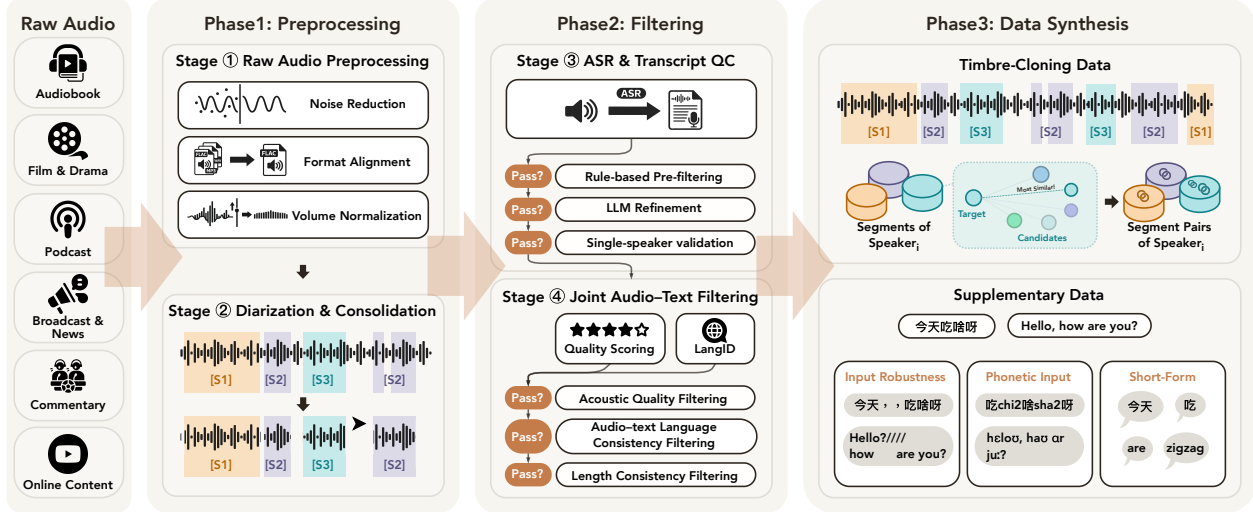 Raw Audio
Audiobook
Film & Drama
Podcast
Broadcast &
News
Commentary
Online Content
Phase1: Preprocessing
Stage ① Raw Audio Preprocessing
Noise Reduction
FLAC
Format Alignment
Volume Normalization
Stage ② Diarization & Consolidation
[S1] [S2] [S3] [S2]
[S1] [S2] [S3] [S2]
Phase2: Filtering
Stage ③ ASR & Transcript QC
ASR
Pass? Rule-based Pre-filtering
Pass? LLM Refinement
Pass? Single-speaker validation
Stage ④ Joint Audio–Text Filtering
Quality Scoring
LangID
Pass? Acoustic Quality Filtering
Pass? Audio–text Language
Consistency Filtering
Pass? Length Consistency Filtering
Phase3: Data Synthesis
Timbre-Cloning Data
[S1] [S2] [S3] [S2] [S3] [S2] [S1]
Most Similar!
Target
Candidates
Segments of
Speakerᵢ
Segment Pairs
of Speakerᵢ
Supplementary Data
今天吃啥呀
Hello, how are you?
Input Robustness
今天，，吃啥呀
Hello?////
how are you?
Phonetic Input
吃chi2啥sha2呀
hɛloʊ, haʊ ɑr
juː?
Short-Form
今天
吃
are
zigzag